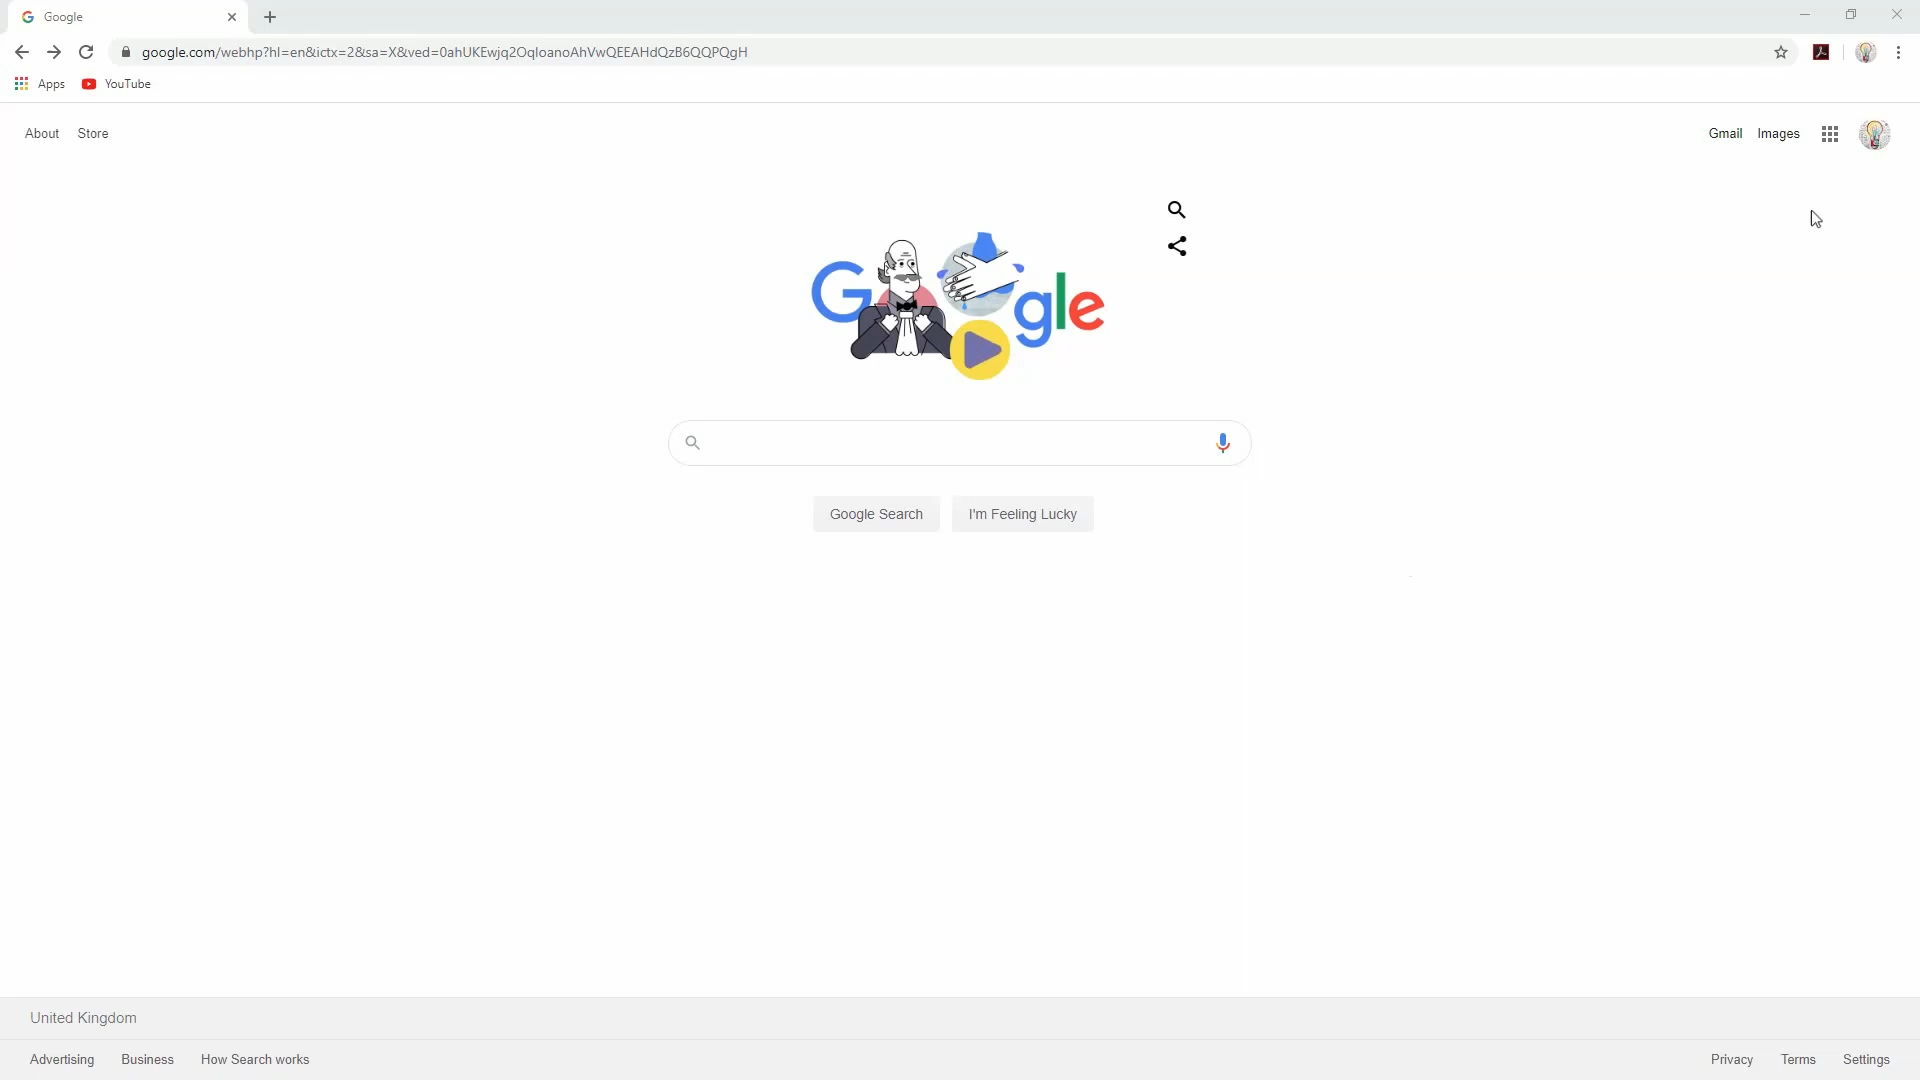 Google
google.com/webhp?hl=en&ictx=2&sa=X&ved=0ahUKEwjq2OqIoanoAhVwQEEAHdQzB6QQPQgH
Apps YouTube
About Store Gmail Images
Google
Google Search I'm Feeling Lucky
United Kingdom
Advertising Business How Search works Privacy Terms Settings